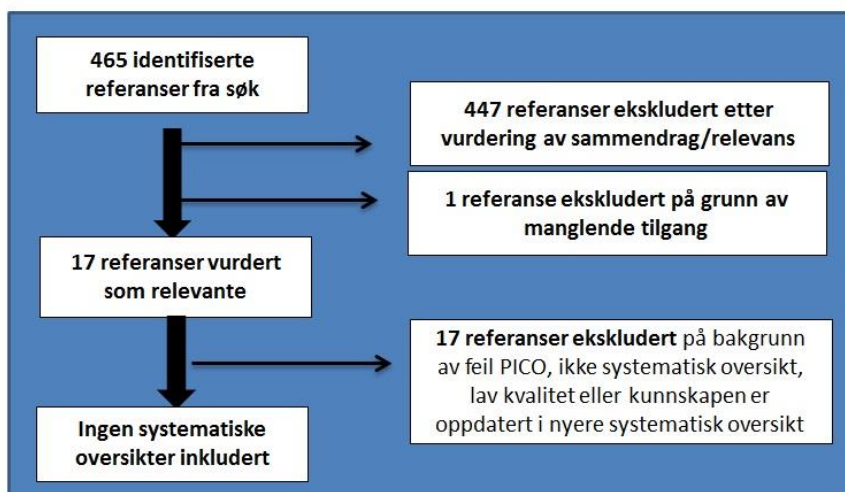 465 identifiserte
referanser fra søk
447 referanser ekskludert etter
vurdering av sammendrag/relevans
1 referanse ekskludert på grunn av
manglende tilgang
17 referanser vurdert
som relevante
17 referanser ekskludert på bakgrunn
av feil PICO, ikke systematisk oversikt,
lav kvalitet eller kunnskapen er
oppdatert i nyere systematisk oversikt
Ingen systematiske
oversikter inkludert